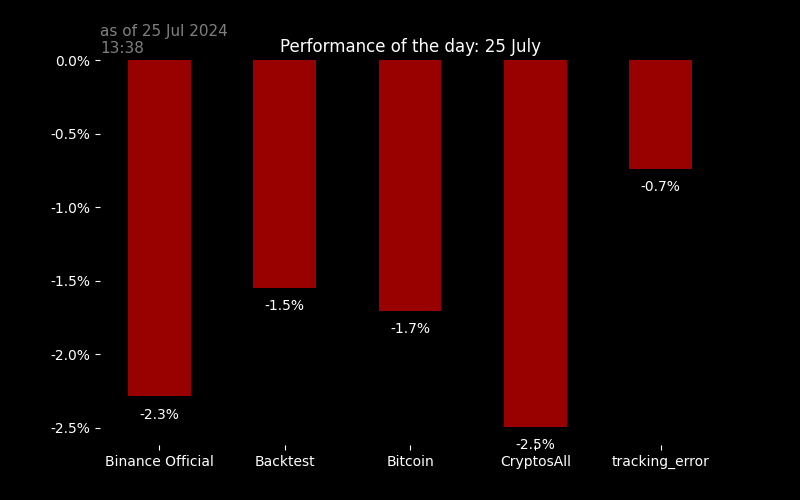 as of 25 Jul 2024
13:38
Performance of the day: 25 July
0.0%
-0.5%
-1.0%
-1.5%
-2.0%
-2.5%
-2.3%
-1.5%
-1.7%
-2.5%
-0.7%
Binance Official
Backtest
Bitcoin
CryptosAll
tracking_error